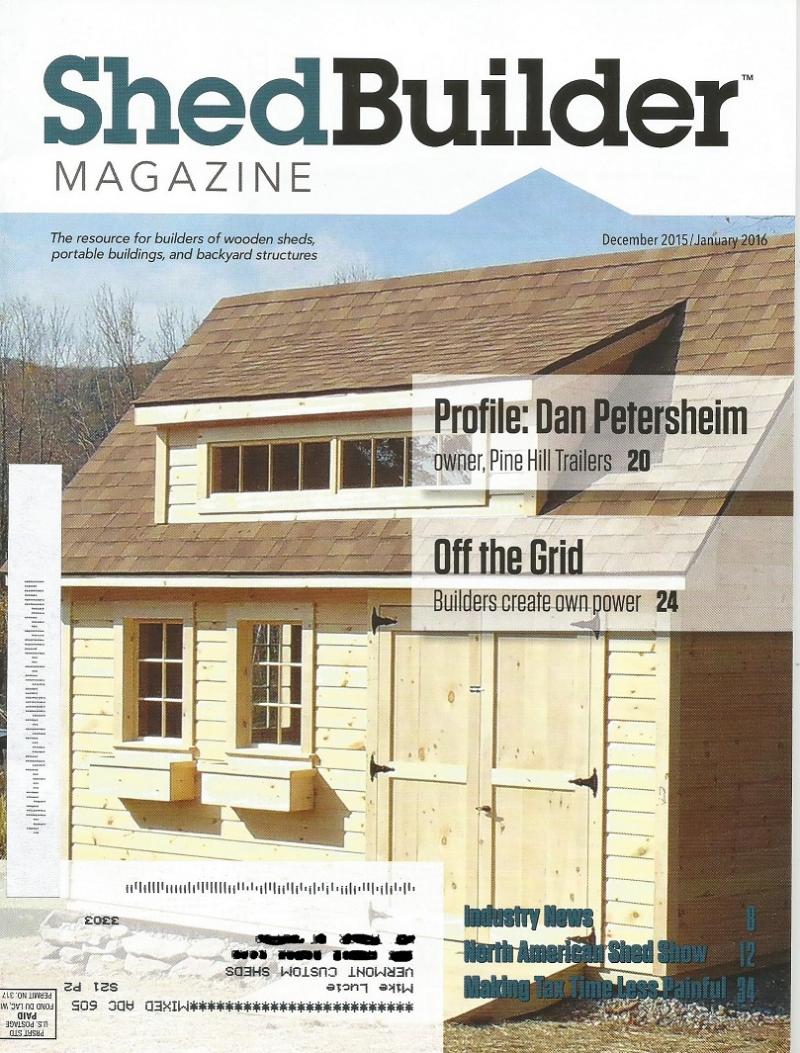 ShedBuilder™
MAGAZINE
The resource for builders of wooden sheds,
portable buildings, and backyard structures
December 2015/January 2016
Profile: Dan Petersheim
owner, Pine Hill Trailers 20
Off the Grid
Builders create own power 24
Industry News 8
North American Shed Show 12
Making Tax Time Less Painful 34
******************MIXED ADC 605
S21 P2
Mike Lucie
VERMONT CUSTOM SHEDS
3303
PRSRT STD
U.S. POSTAGE
PAID
FOND DU LAC, WI
PERMIT NO. 317